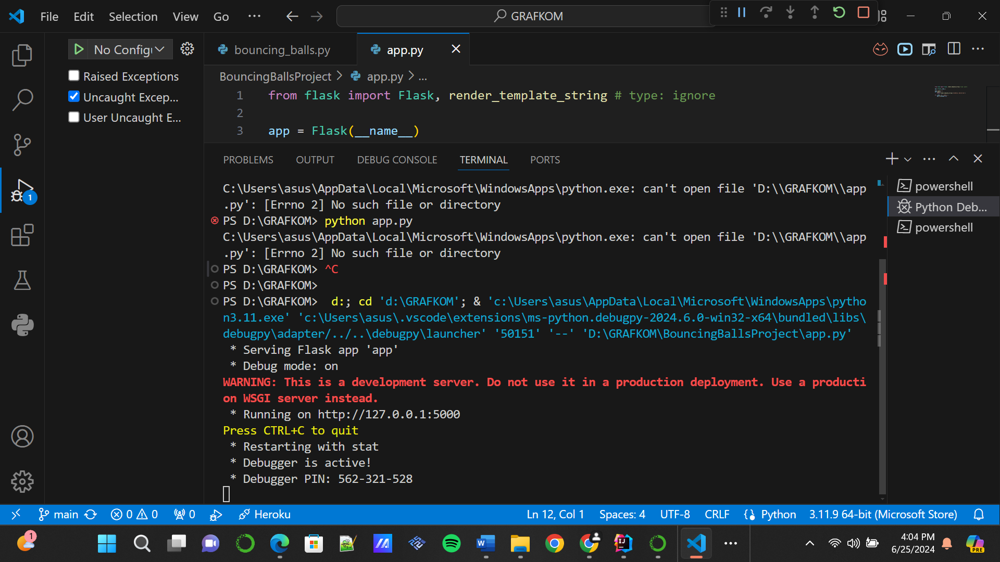 File Edit Selection View Go ··· GRAFKOM
No Config
bouncing_balls.py app.py
Raised Exceptions
Uncaught Excep...
User Uncaught E...
BouncingBallsProject > app.py > ...
1 from flask import Flask, render_template_string # type: ignore
2
3 app = Flask(__name__)
PROBLEMS OUTPUT DEBUG CONSOLE TERMINAL PORTS
C:\Users\asus\AppData\Local\Microsoft\WindowsApps\python.exe: can't open file 'D:\\GRAFKOM\\app
.py': [Errno 2] No such file or directory
PS D:\GRAFKOM> python app.py
C:\Users\asus\AppData\Local\Microsoft\WindowsApps\python.exe: can't open file 'D:\\GRAFKOM\\app
.py': [Errno 2] No such file or directory
PS D:\GRAFKOM> ^C
PS D:\GRAFKOM>
PS D:\GRAFKOM>  d:; cd 'd:\GRAFKOM'; & 'c:\Users\asus\AppData\Local\Microsoft\WindowsApps\pytho
n3.11.exe' 'c:\Users\asus\.vscode\extensions\ms-python.debugpy-2024.6.0-win32-x64\bundled\libs\
debugpy\adapter/../..\debugpy\launcher' '50151' '--' 'D:\GRAFKOM\BouncingBallsProject\app.py'
* Serving Flask app 'app'
* Debug mode: on
WARNING: This is a development server. Do not use it in a production deployment. Use a producti
on WSGI server instead.
* Running on http://127.0.0.1:5000
Press CTRL+C to quit
* Restarting with stat
* Debugger is active!
* Debugger PIN: 562-321-528
powershell
Python Deb...
powershell
1
main 0 0 0 Heroku Ln 12, Col 1 Spaces: 4 UTF-8 CRLF Python 3.11.9 64-bit (Microsoft Store)
1
W
IJ
4:04 PM
6/25/2024
PRE